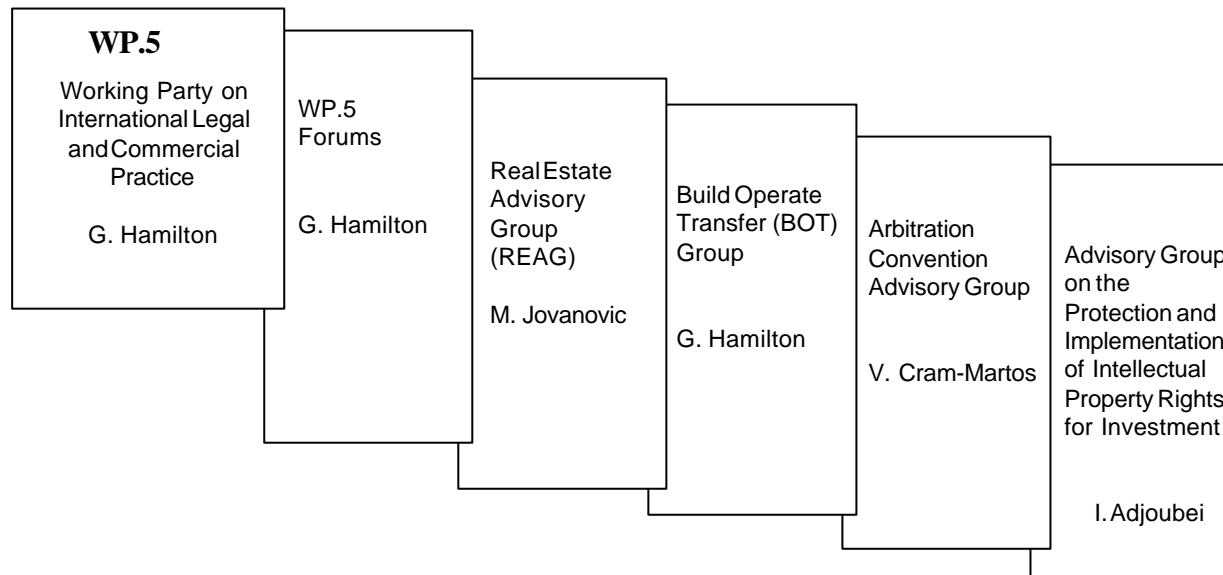 WP.5
Working Party on
International Legal
and Commercial
Practice
G. Hamilton
WP.5
Forums
G. Hamilton
Real Estate
Advisory
Group
(REAG)
M. Jovanovic
Build Operate
Transfer (BOT)
Group
G. Hamilton
Arbitration
Convention
Advisory Group
V. Cram-Martos
Advisory Group
on the
Protection and
Implementation
of Intellectual
Property Rights
for Investment
I. Adjoubei